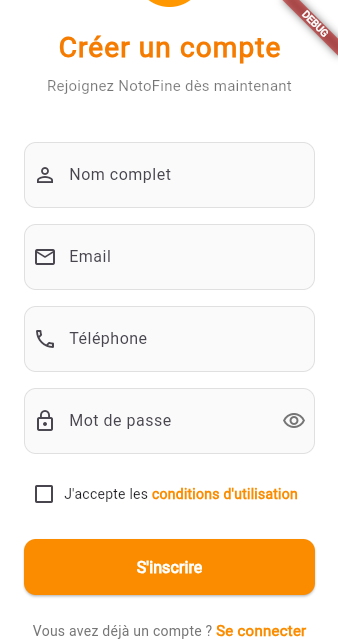 DEBUG
Créer un compte
Rejoignez NotoFine dès maintenant
Nom complet
Email
Téléphone
Mot de passe
J'accepte les conditions d'utilisation
S'inscrire
Vous avez déjà un compte ? Se connecter